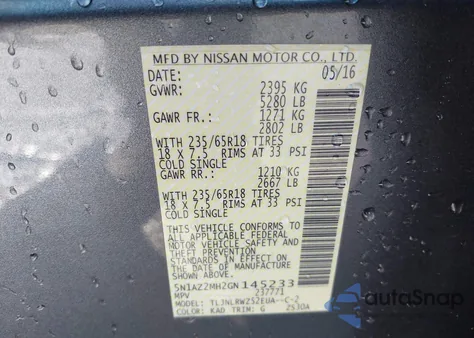 MFD BY NISSAN MOTOR CO., LTD.
DATE: 05/16
GVWR: 2395 KG
5280 LB
GAWR FR.: 1271 KG
2802 LB
WITH 235/65R18 TIRES
18 X 7.5 RIMS AT 33 PSI
COLD SINGLE
GAWR RR.: 1210 KG
2667 LB
WITH 235/65R18 TIRES
18 X 7.5 RIMS AT 33 PSI
COLD SINGLE
THIS VEHICLE CONFORMS TO
ALL APPLICABLE FEDERAL
MOTOR VEHICLE SAFETY AND
THEFT PREVENTION
STANDARDS IN EFFECT ON
THE DATE OF MANUFACTURE
SHOWN ABOVE.
5N1AZ2MH2GN145233
MPV 237771
MODEL: TLJNLRWZ52EUA--C-2
COLOR: KAD TRIM: G Z930A
autoSnap